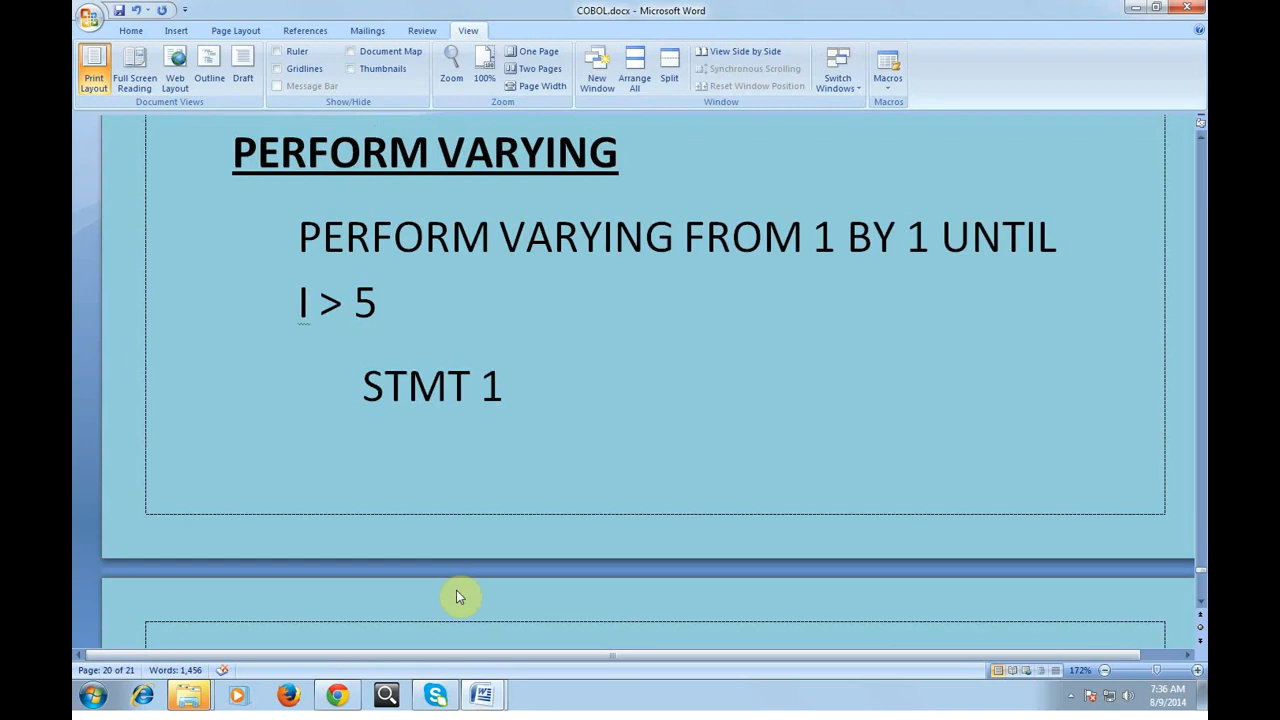 COBOL.docx - Microsoft Word
Home Insert Page Layout References Mailings Review View
Print Layout
Full Screen Reading
Web Layout
Outline
Draft
Document Views
Ruler
Gridlines
Message Bar
Document Map
Thumbnails
Show/Hide
Zoom
100%
One Page
Two Pages
Page Width
Zoom
New Window
Arrange All
Split
View Side by Side
Synchronous Scrolling
Reset Window Position
Switch Windows
Window
Macros
Macros
PERFORM VARYING
PERFORM VARYING FROM 1 BY 1 UNTIL
I > 5
STMT 1
Page: 20 of 21 Words: 1,456
172%
7:36 AM
8/9/2014